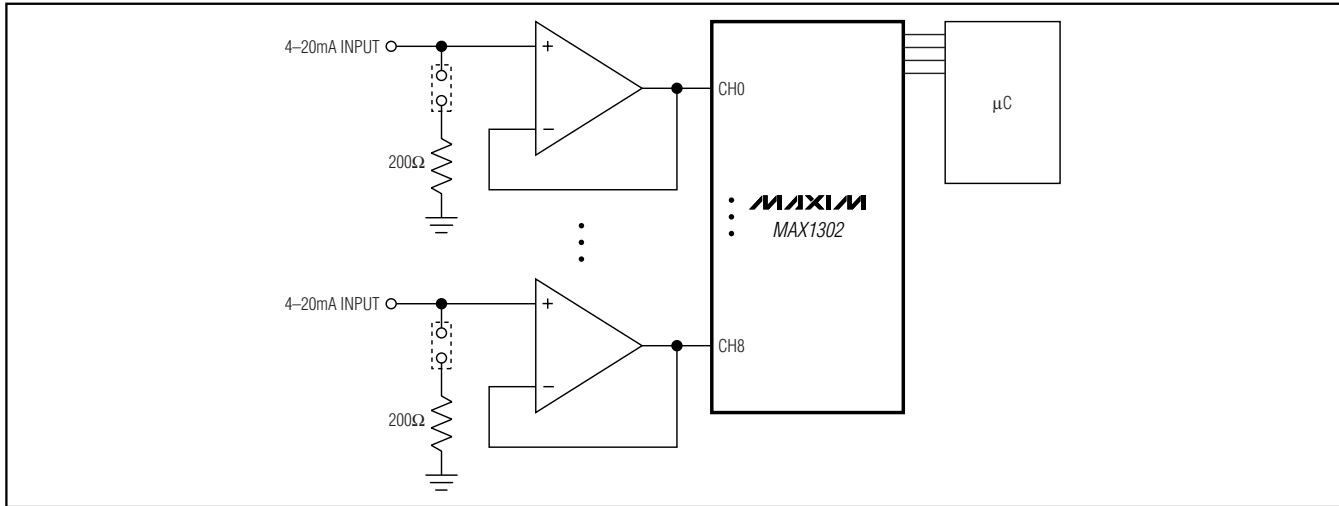 4–20mA INPUT
+
−
200Ω
CH0
µC
MAXIM
MAX1302
4–20mA INPUT
+
−
200Ω
CH8